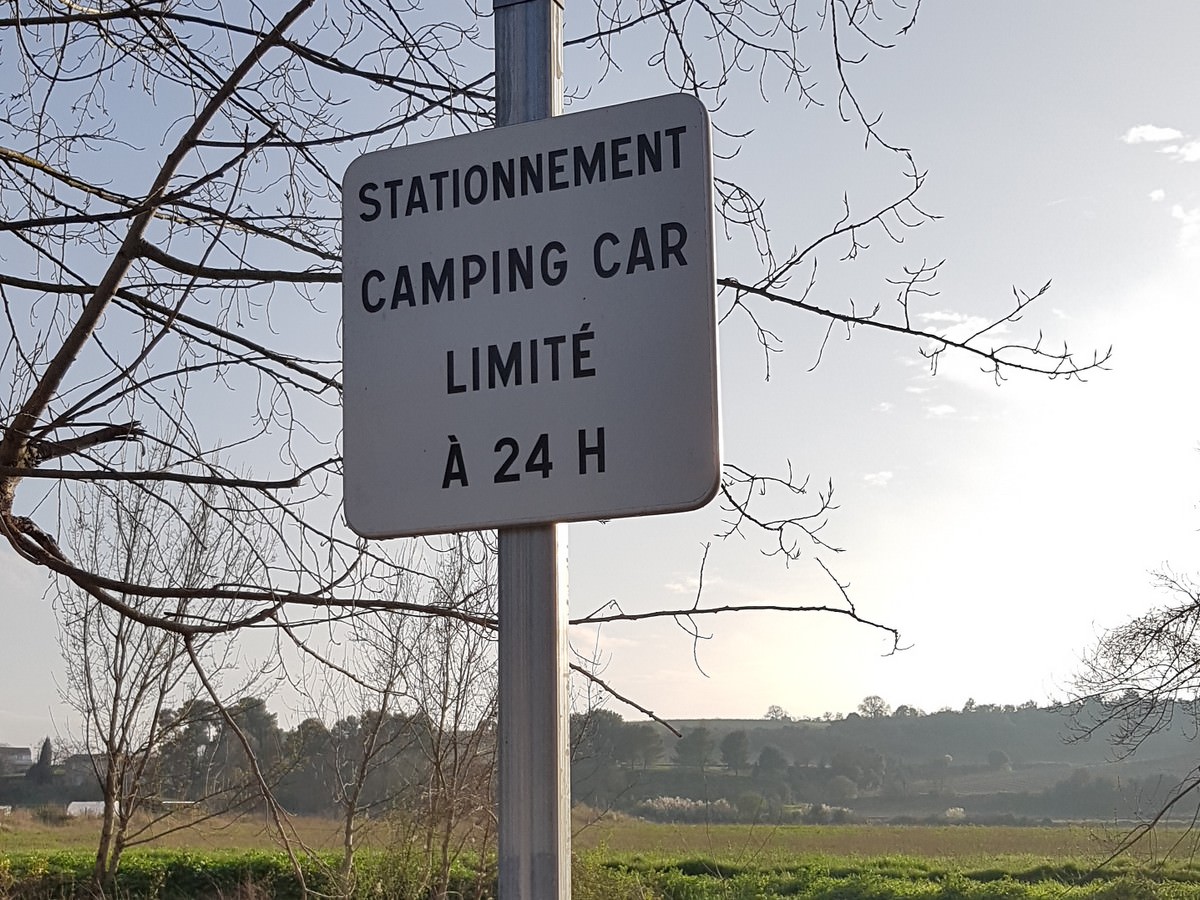 STATIONNEMENT
CAMPING CAR
LIMITÉ
À 24 H